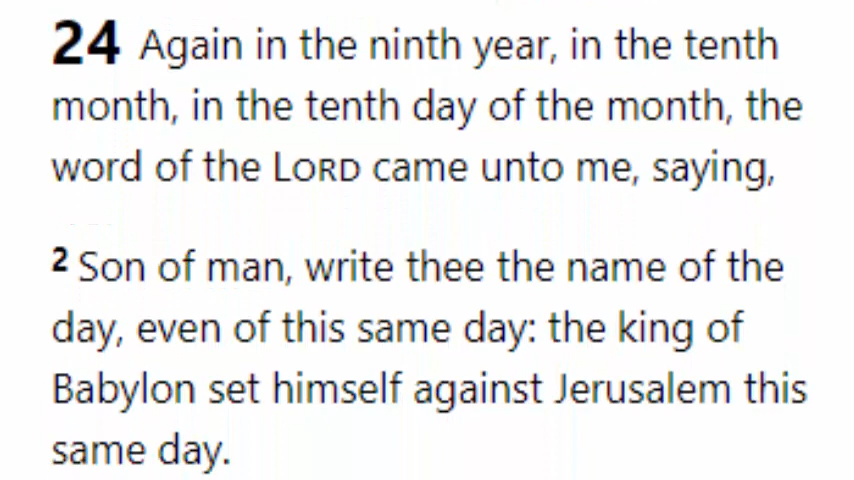 24 Again in the ninth year, in the tenth
month, in the tenth day of the month, the
word of the LORD came unto me, saying,
2 Son of man, write thee the name of the
day, even of this same day: the king of
Babylon set himself against Jerusalem this
same day.